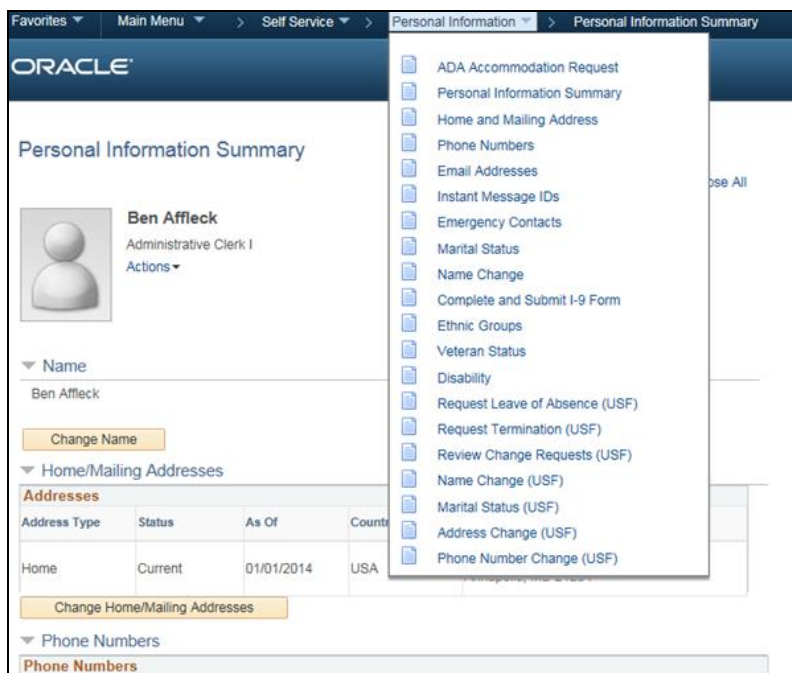 Favorites Main Menu > Self Service > Personal Information > Personal Information Summary
ORACLE
ADA Accommodation Request
Personal Information Summary
Home and Mailing Address
Phone Numbers
Email Addresses
Instant Message IDs
Emergency Contacts
Marital Status
Name Change
Complete and Submit I-9 Form
Ethnic Groups
Veteran Status
Disability
Request Leave of Absence (USF)
Request Termination (USF)
Review Change Requests (USF)
Name Change (USF)
Marital Status (USF)
Address Change (USF)
Phone Number Change (USF)
Personal Information Summary
All
Ben Affleck
Administrative Clerk I
Actions
Name
Ben Affleck
Change Name
Home/Mailing Addresses
Addresses
Address Type Status As Of
Home Current 01/01/2014 USA
Change Home/Mailing Addresses
Phone Numbers
Phone Numbers